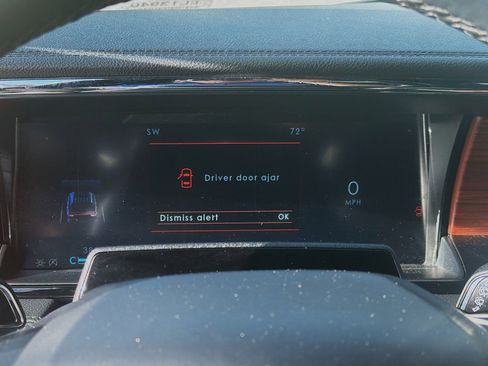 SW 72°
Driver door ajar
0
MPH
Dismiss alert OK
C